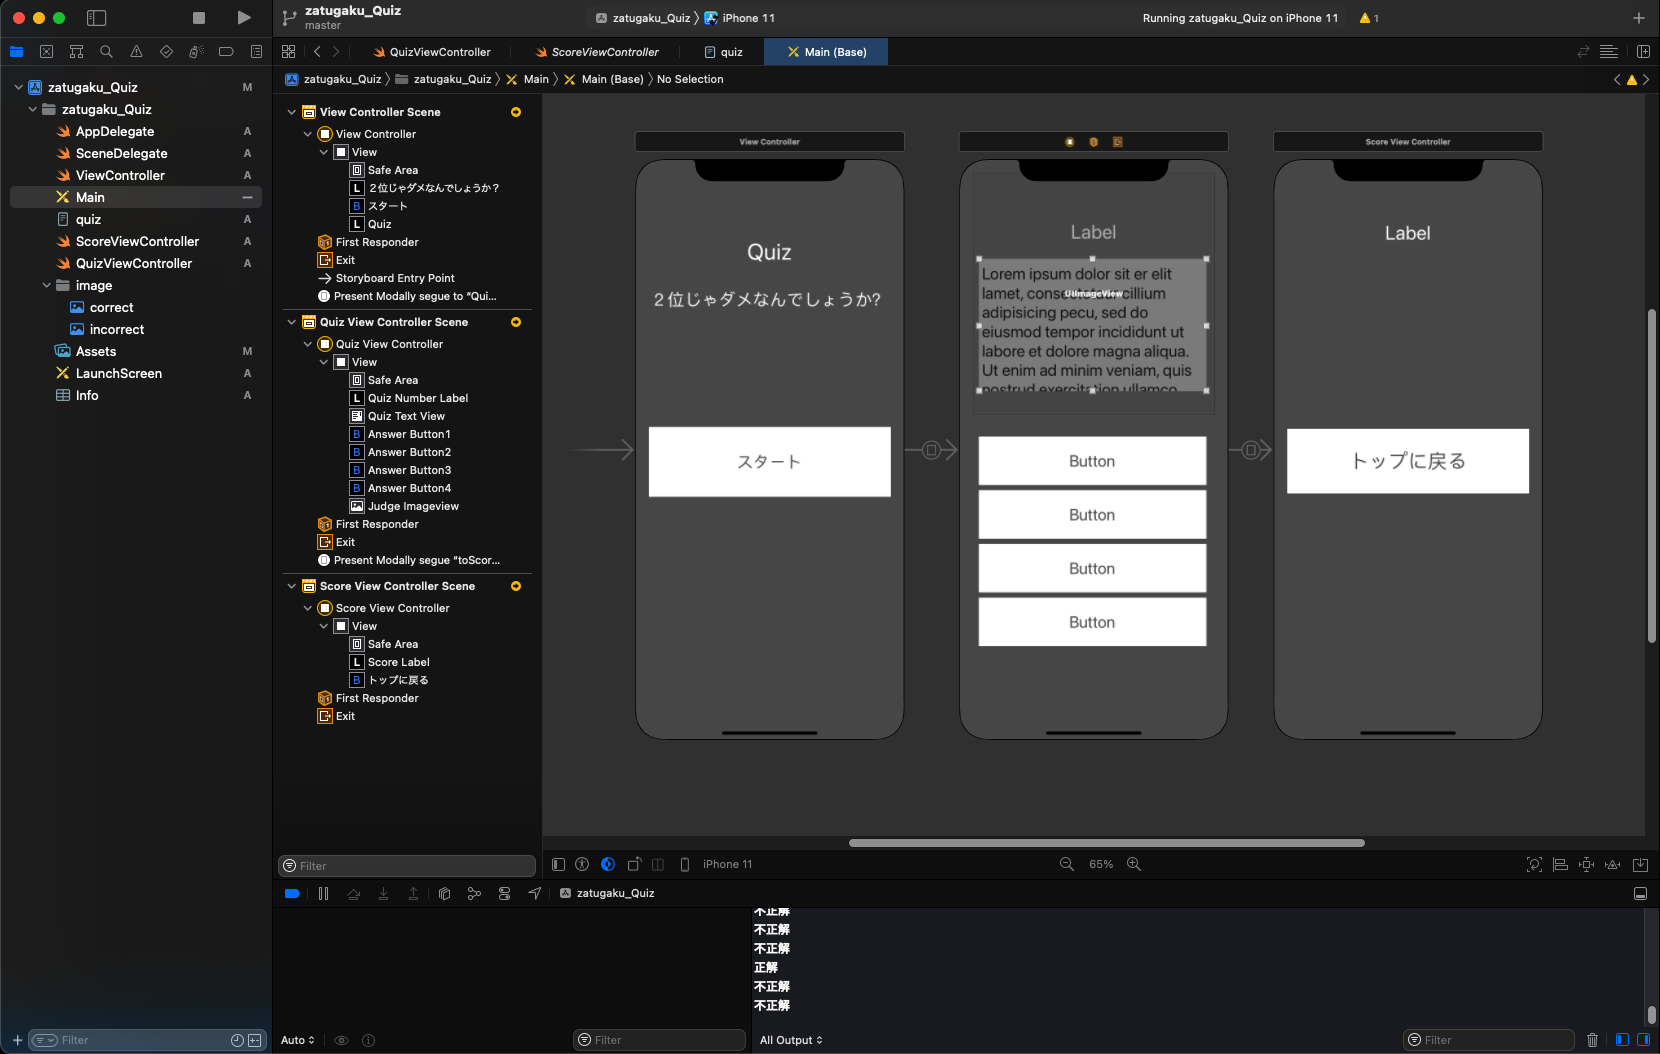 zatugaku_Quiz
master
zatugaku_Quiz
iPhone 11
Running zatugaku_Quiz on iPhone 11
1
QuizViewController
ScoreViewController
quiz
Main (Base)
zatugaku_Quiz
zatugaku_Quiz
Main
Main (Base)
No Selection
zatugaku_Quiz M
zatugaku_Quiz
AppDelegate A
SceneDelegate A
ViewController A
Main
quiz A
ScoreViewController A
QuizViewController A
image
correct
incorrect
Assets M
LaunchScreen A
Info A
Filter
View Controller Scene
View Controller
View
Safe Area
L 2位じゃダメなんでしょうか?
B スタート
L Quiz
First Responder
Exit
Storyboard Entry Point
Present Modally segue to “Qui...
Quiz View Controller Scene
Quiz View Controller
View
Safe Area
L Quiz Number Label
Quiz Text View
B Answer Button1
B Answer Button2
B Answer Button3
B Answer Button4
Judge Imageview
First Responder
Exit
Present Modally segue “toScor...
Score View Controller Scene
Score View Controller
View
Safe Area
L Score Label
B トップに戻る
First Responder
Exit
Filter
View Controller
Quiz
2位じゃダメなんでしょうか?
スタート
Label
Lorem ipsum dolor sit er elit
lamet, cillium
UIImageView
adipisicing pecu, sed do
eiusmod tempor incididunt ut
labore et dolore magna aliqua.
Ut enim ad minim veniam, quis
nostrud exercitation ullamco
Button
Button
Button
Button
Score View Controller
Label
トップに戻る
iPhone 11
65%
zatugaku_Quiz
不正解
不正解
不正解
正解
不正解
不正解
Auto
Filter
All Output
Filter